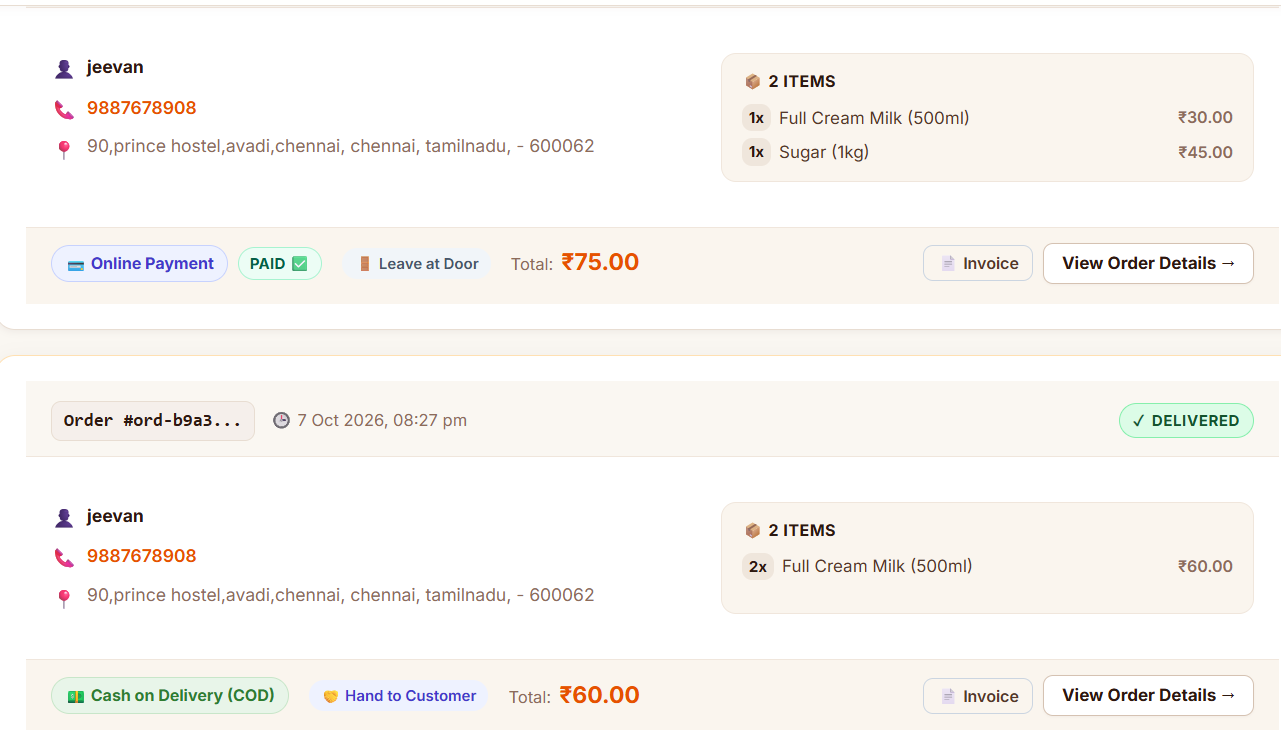 jeevan
9887678908
90,prince hostel,avadi,chennai, chennai, tamilnadu, - 600062
2 ITEMS
1x Full Cream Milk (500ml) ₹30.00
1x Sugar (1kg) ₹45.00
Online Payment PAID Leave at Door Total: ₹75.00 Invoice View Order Details →
Order #ord-b9a3... 7 Oct 2026, 08:27 pm ✓ DELIVERED
jeevan
9887678908
90,prince hostel,avadi,chennai, chennai, tamilnadu, - 600062
2 ITEMS
2x Full Cream Milk (500ml) ₹60.00
Cash on Delivery (COD) Hand to Customer Total: ₹60.00 Invoice View Order Details →